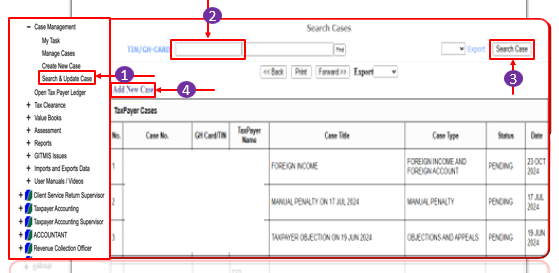 Case Management
My Task
Manage Cases
Create New Case
Search & Update Case
Open Tax Payer Ledger
Tax Clearance
Value Books
Assessment
Reports
GITMIS Issues
Imports and Exports Data
User Manuals / Videos
Client Service Return Supervisor
Taxpayer Accounting
Taxpayer Accounting Supervisor
ACCOUNTANT
Revenue Collection Officer
1
2
Search Cases
TIN/GH-CARD
Find
Export
Search Case
3
<< Back Print Forward >> Export
Add New Case
4
TaxPayer Cases
No. Case No. GH Card/TIN TaxPayer Name Case Title Case Type Status Date
1 FOREIGN INCOME FOREIGN INCOME AND FOREIGN ACCOUNT PENDING 23 OCT 2024
2 MANUAL PENALTY ON 17 JUL 2024 MANUAL PENALTY PENDING 17 JUL 2024
3 TAXPAYER OBJECTION ON 19 JUN 2024 OBJECTIONS AND APPEALS PENDING 19 JUN 2024